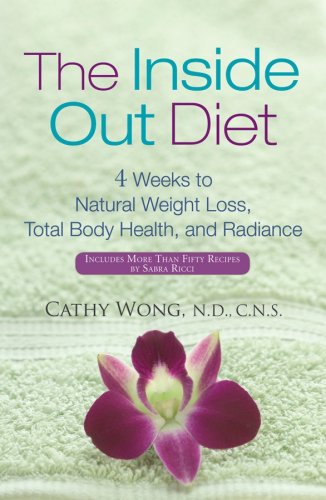 The Inside
Out Diet
4 Weeks to
Natural Weight Loss,
Total Body Health, and Radiance
INCLUDES MORE THAN FIFTY RECIPES
BY SABRA RICCI
CATHY WONG, N.D., C.N.S.